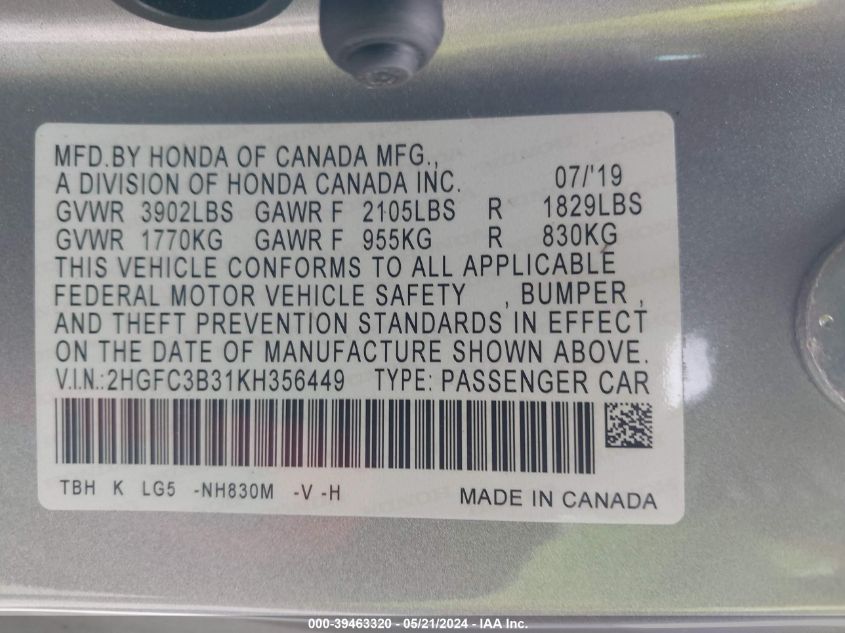 MFD.BY HONDA OF CANADA MFG.,
A DIVISION OF HONDA CANADA INC. 07/'19
GVWR 3902LBS GAWR F 2105LBS R 1829LBS
GVWR 1770KG GAWR F 955KG R 830KG
THIS VEHICLE CONFORMS TO ALL APPLICABLE
FEDERAL MOTOR VEHICLE SAFETY , BUMPER ,
AND THEFT PREVENTION STANDARDS IN EFFECT
ON THE DATE OF MANUFACTURE SHOWN ABOVE.
V.I.N.:2HGFC3B31KH356449 TYPE: PASSENGER CAR
TBH K LG5 -NH830M -V -H MADE IN CANADA
000-39463320 - 05/21/2024 - IAA Inc.